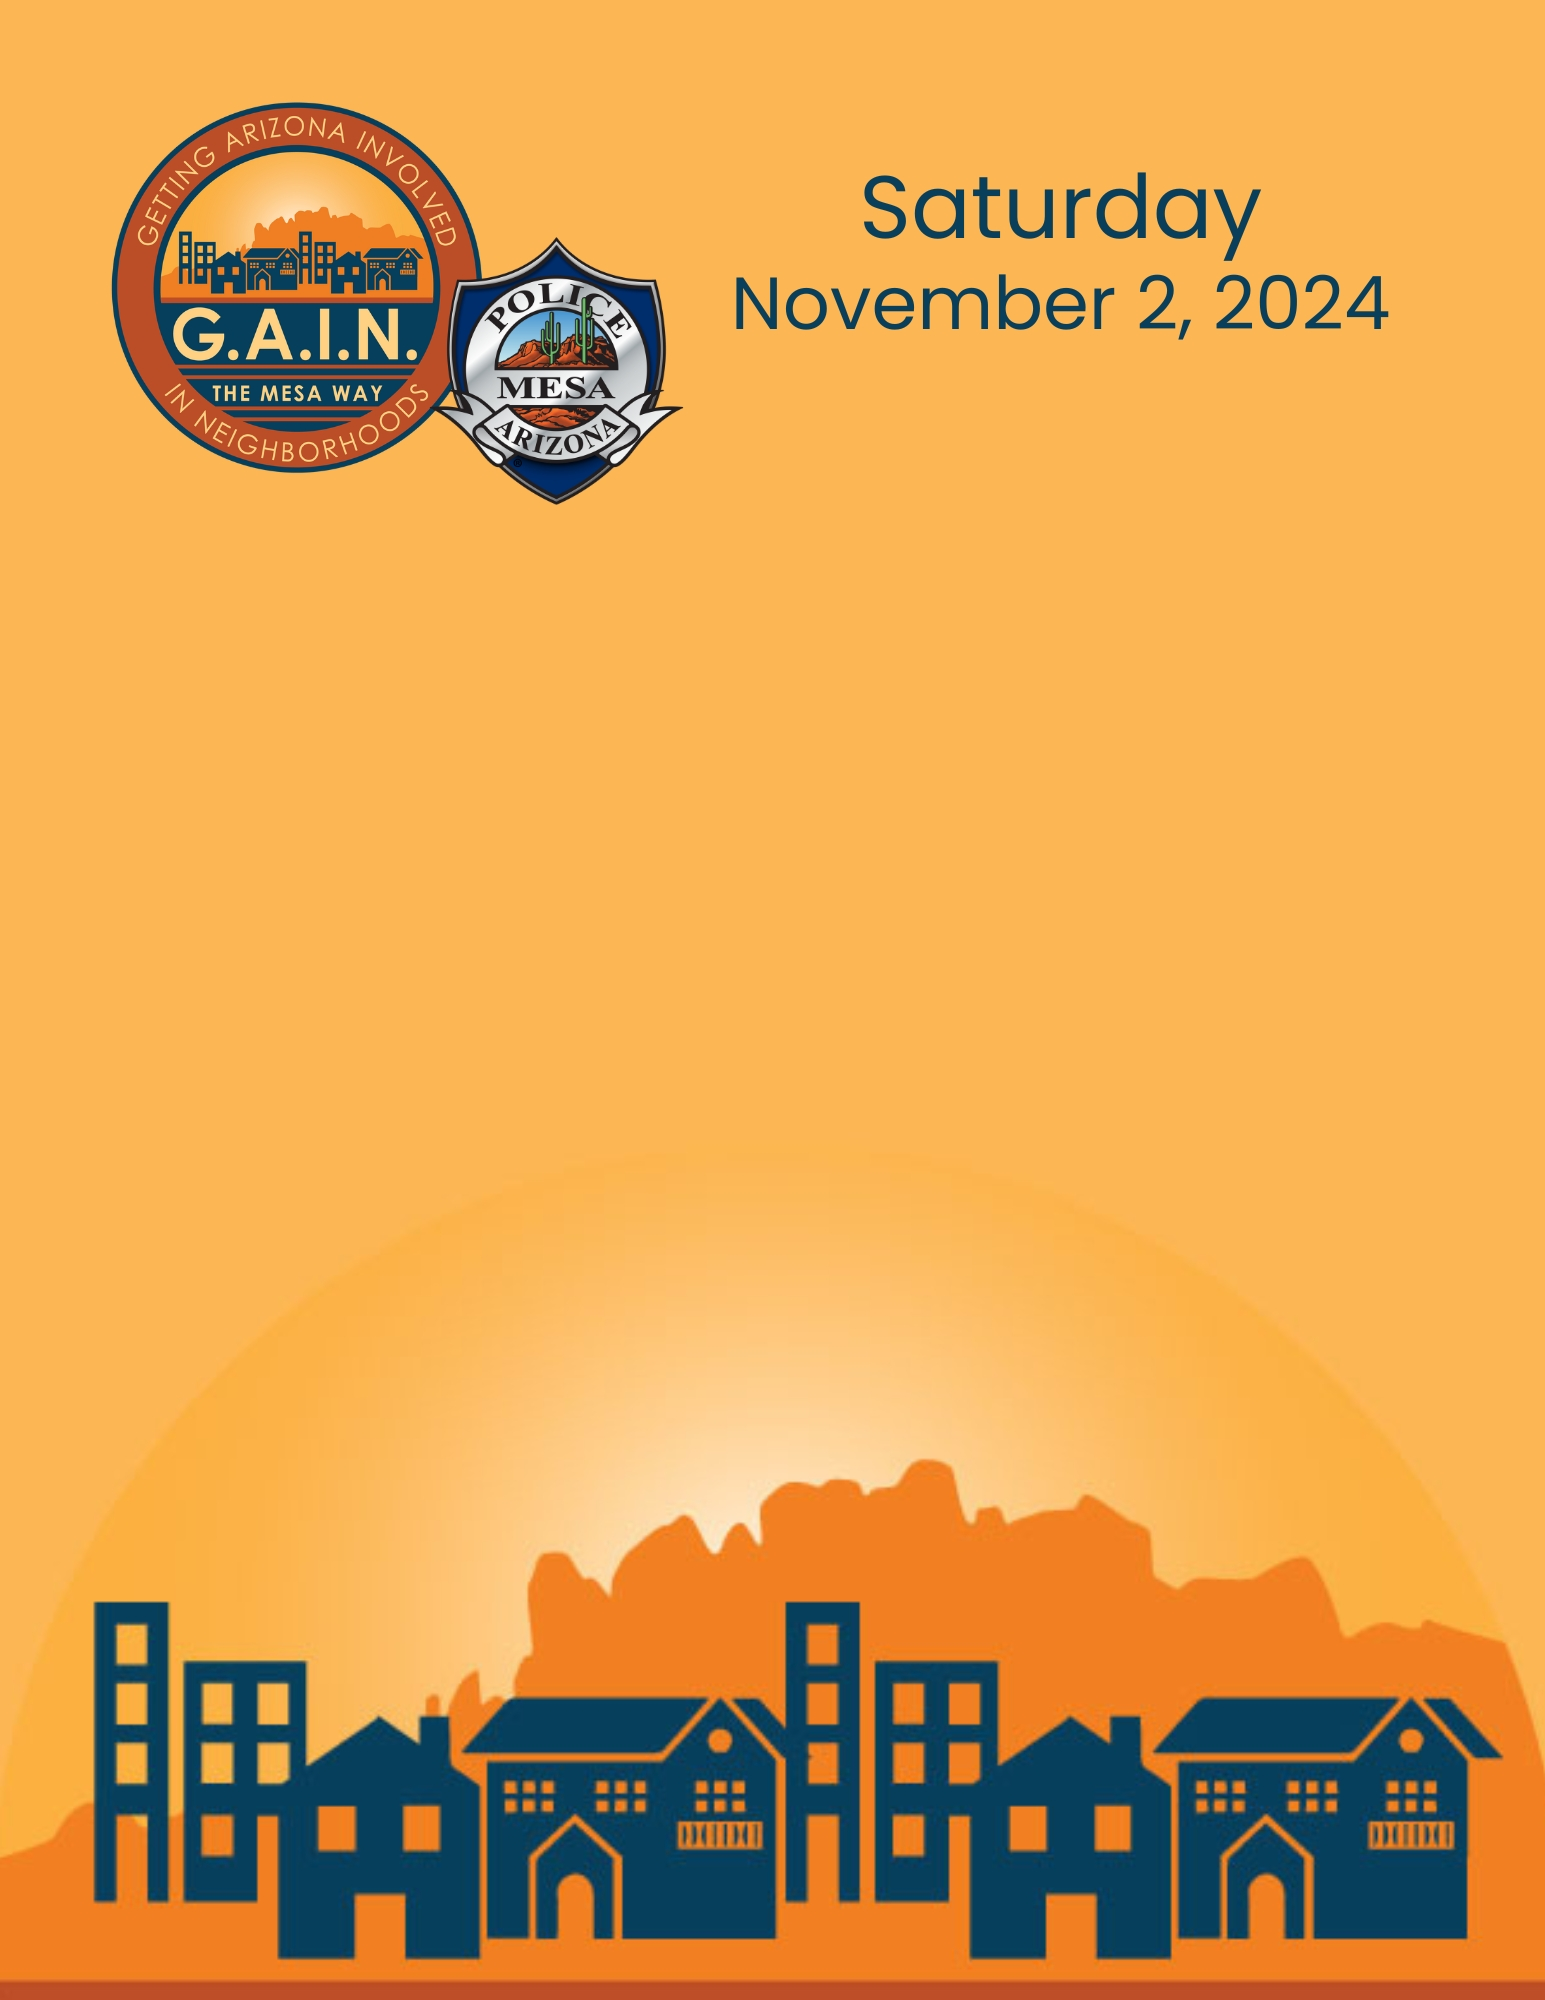 GETTING ARIZONA INVOLVED
G.A.I.N.
THE MESA WAY
IN NEIGHBORHOODS
POLICE
MESA
ARIZONA
Saturday
November 2, 2024